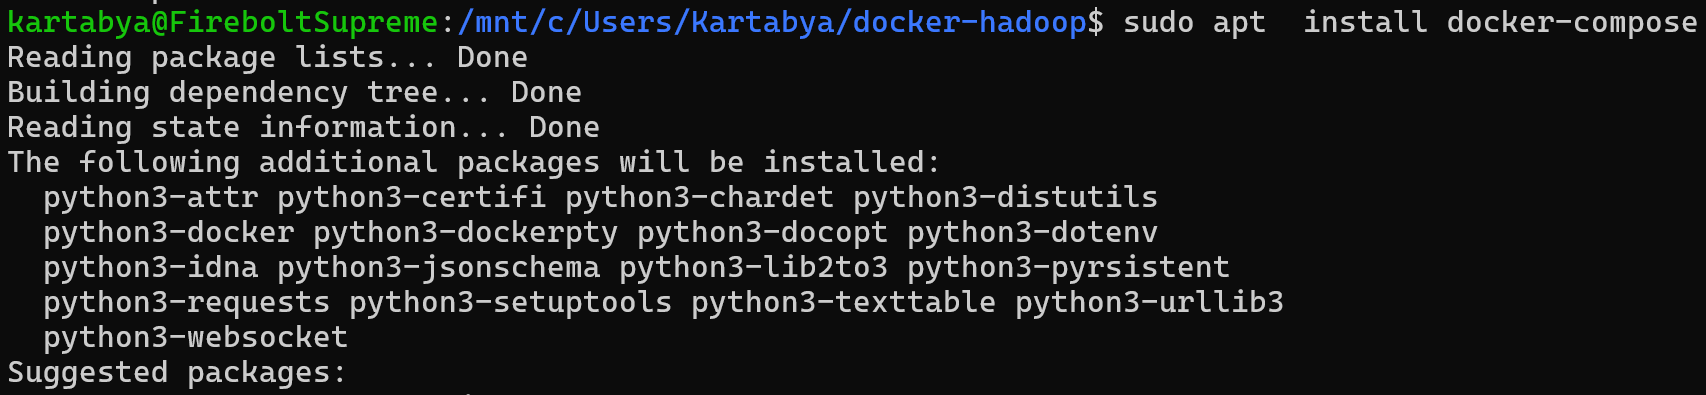 kartabya@FireboltSupreme:/mnt/c/Users/Kartabya/docker-hadoop$ sudo apt  install docker-compose
Reading package lists... Done
Building dependency tree... Done
Reading state information... Done
The following additional packages will be installed:
  python3-attr python3-certifi python3-chardet python3-distutils
  python3-docker python3-dockerpty python3-docopt python3-dotenv
  python3-idna python3-jsonschema python3-lib2to3 python3-pyrsistent
  python3-requests python3-setuptools python3-texttable python3-urllib3
  python3-websocket
Suggested packages: